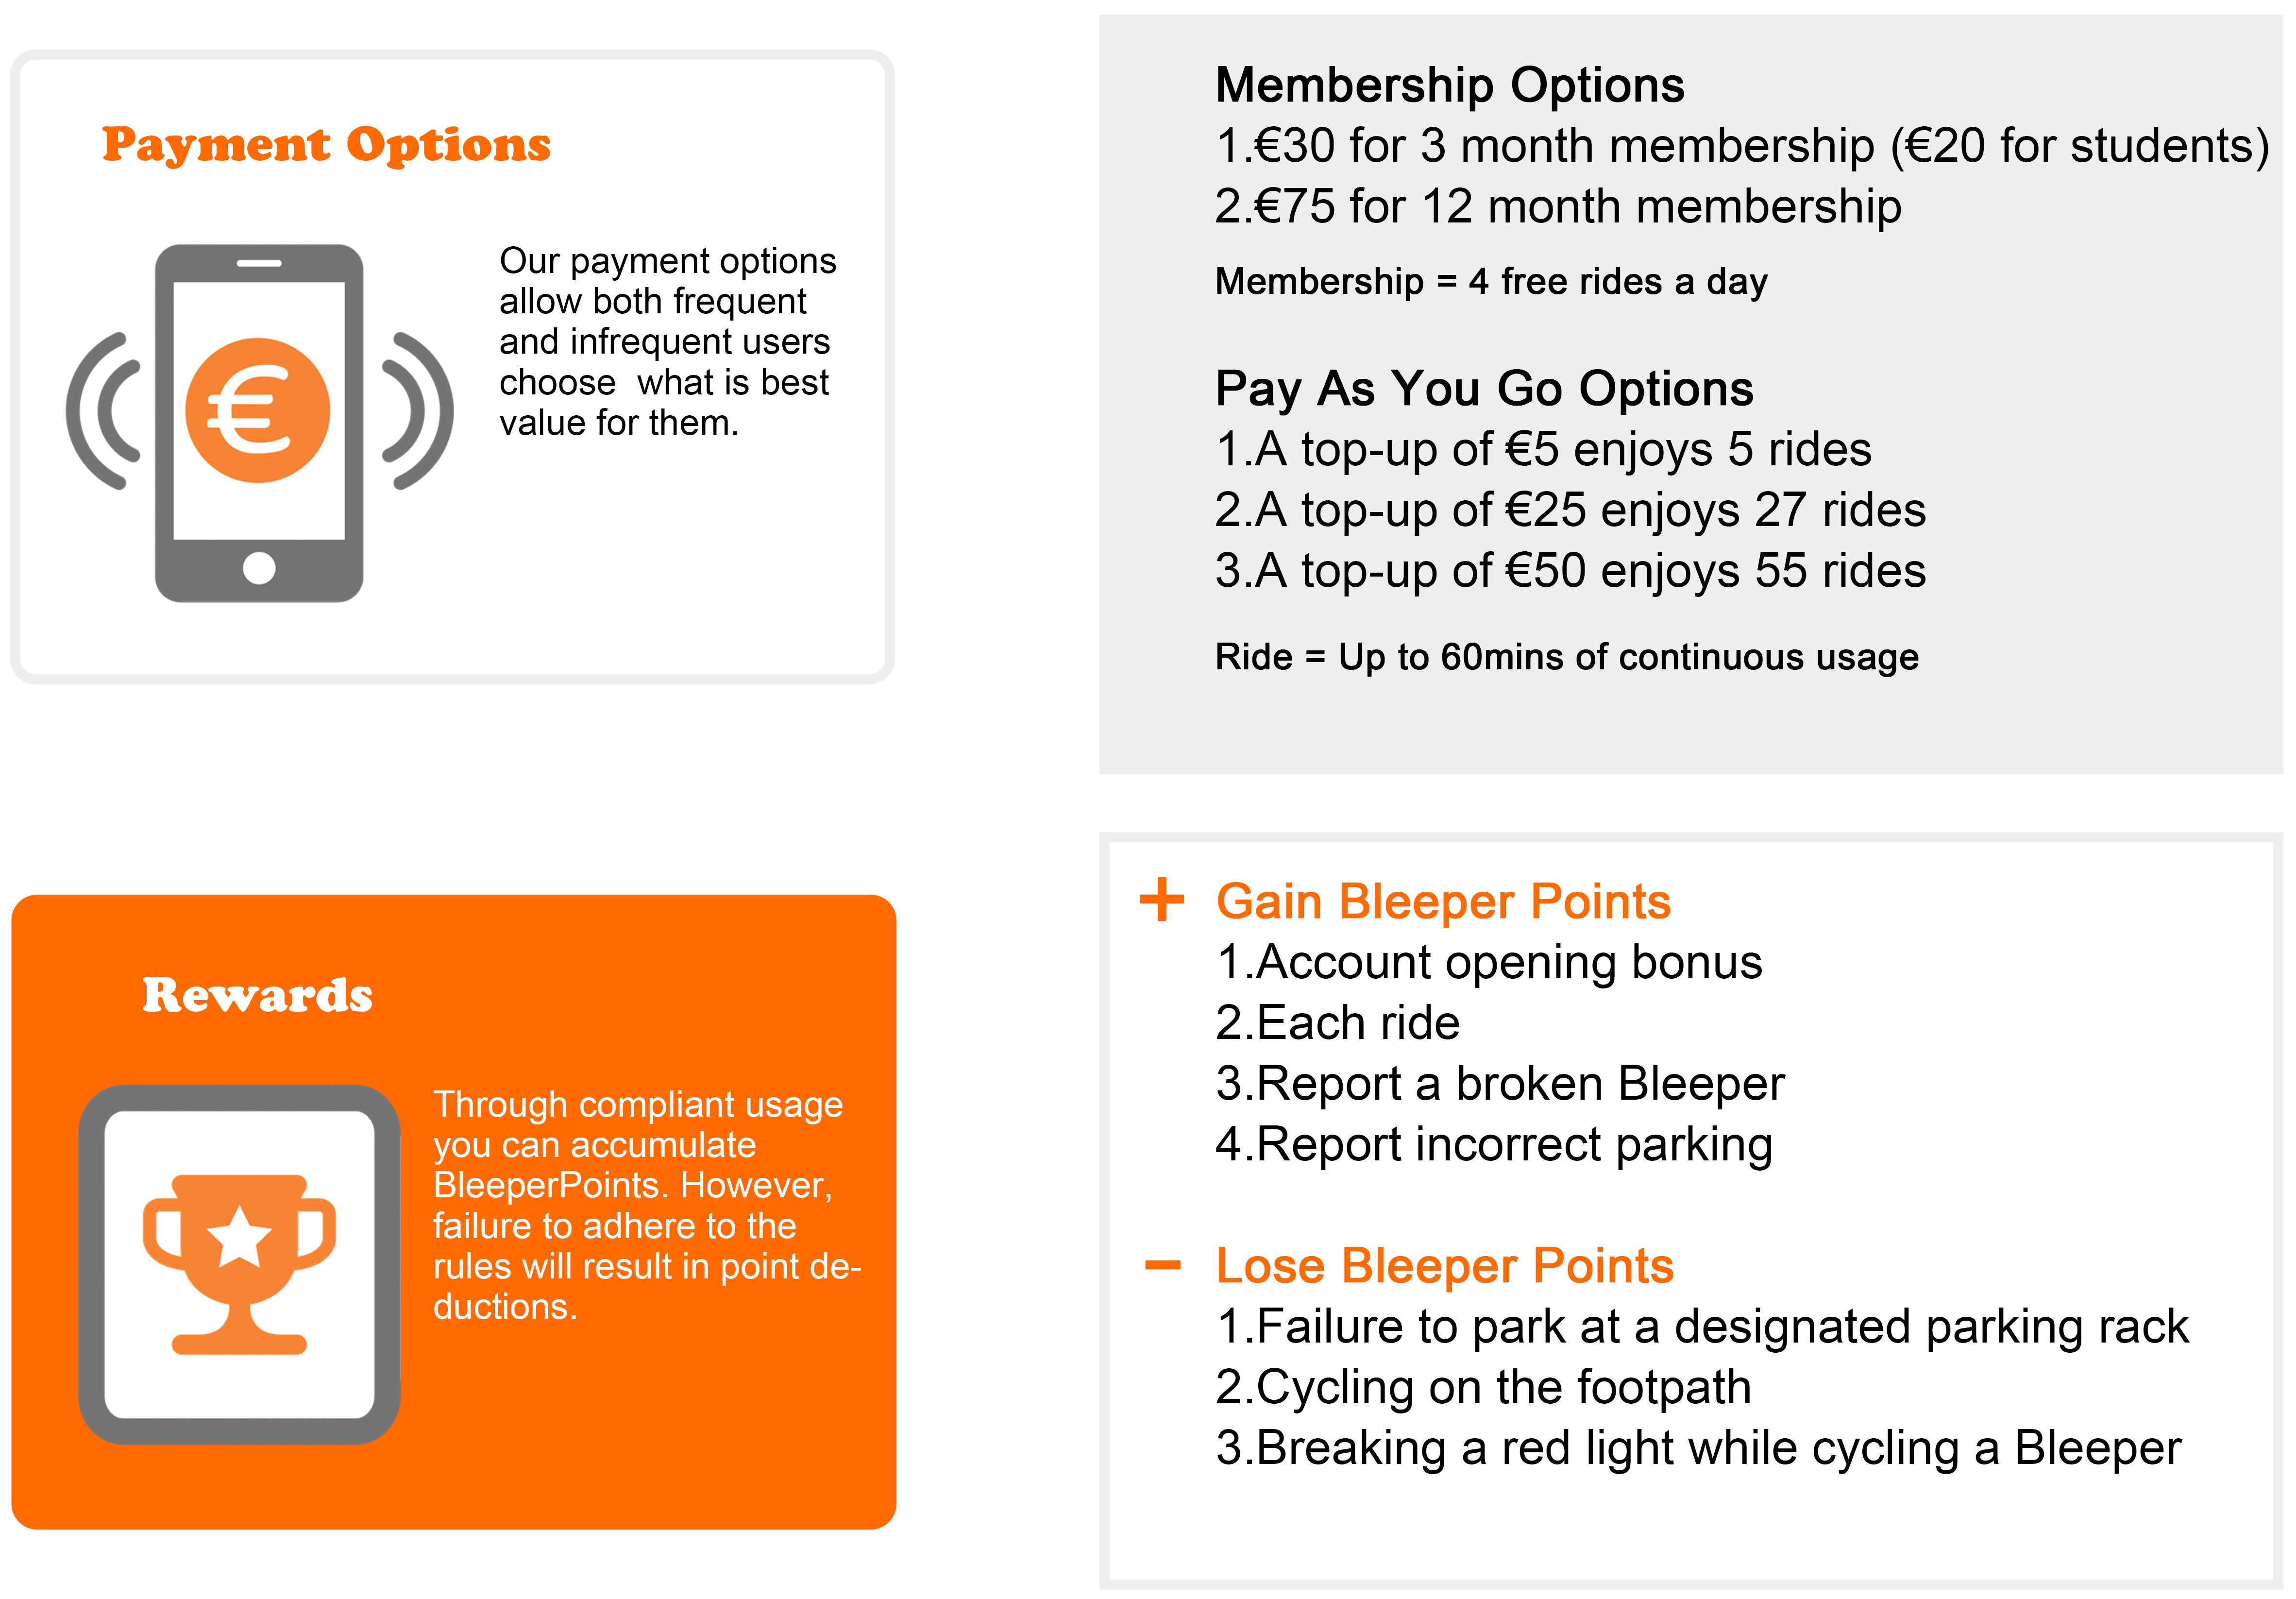 Payment Options
Our payment options
allow both frequent
and infrequent users
choose  what is best
value for them.
€
Membership Options
1.€30 for 3 month membership (€20 for students)
2.€75 for 12 month membership
Membership = 4 free rides a day
Pay As You Go Options
1.A top-up of €5 enjoys 5 rides
2.A top-up of €25 enjoys 27 rides
3.A top-up of €50 enjoys 55 rides
Ride = Up to 60mins of continuous usage
Rewards
Through compliant usage
you can accumulate
BleeperPoints. However,
failure to adhere to the
rules will result in point de-
ductions.
+ Gain Bleeper Points
1.Account opening bonus
2.Each ride
3.Report a broken Bleeper
4.Report incorrect parking
- Lose Bleeper Points
1.Failure to park at a designated parking rack
2.Cycling on the footpath
3.Breaking a red light while cycling a Bleeper